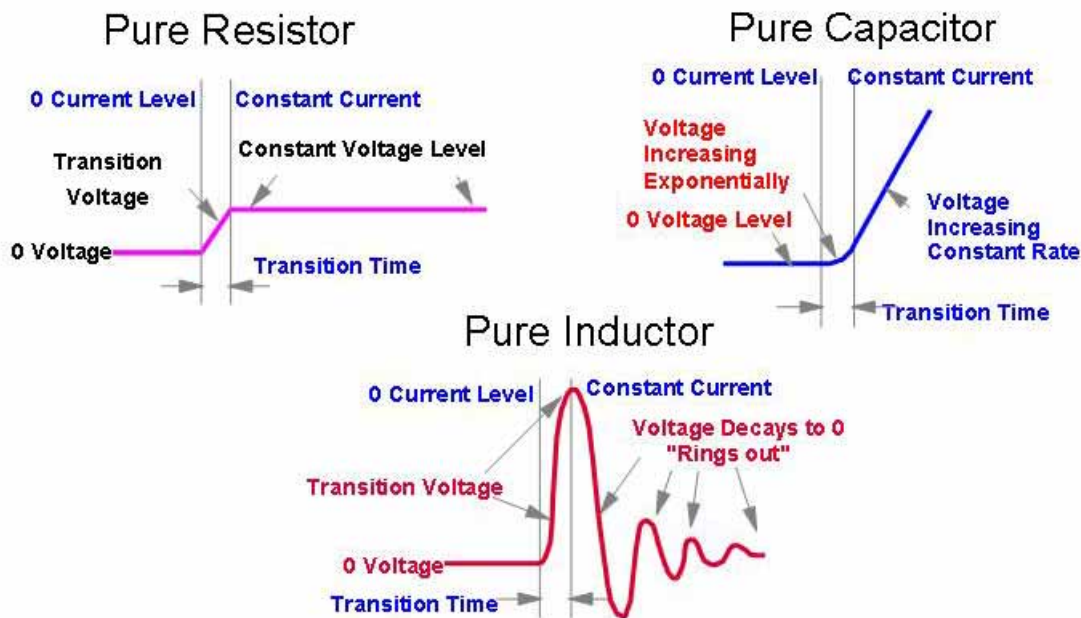 Pure Resistor
0 Current Level
Constant Current
Transition
Voltage
Constant Voltage Level
0 Voltage
Transition Time
Pure Capacitor
0 Current Level
Constant Current
Voltage
Increasing
Exponentially
0 Voltage Level
Voltage
Increasing
Constant Rate
Transition Time
Pure Inductor
0 Current Level
Constant Current
Voltage Decays to 0
"Rings out"
Transition Voltage
0 Voltage
Transition Time